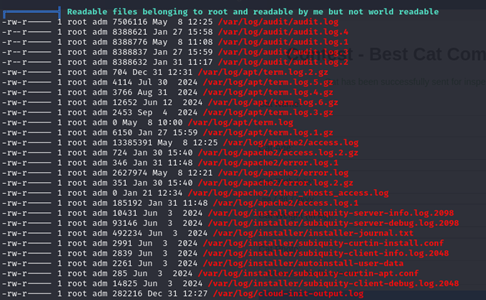 Readable files belonging to root and readable by me but not world readable
-rw-r----- 1 root adm 7506116 May  8 12:25 /var/log/audit/audit.log
-r--r----- 1 root adm 8388621 Jan 27 15:58 /var/log/audit/audit.log.4
-r--r----- 1 root adm 8388776 May  8 11:08 /var/log/audit/audit.log.1
-r--r----- 1 root adm 8388837 Jan 27 15:59 /var/log/audit/audit.log.3
-r--r----- 1 root adm 8388632 Jan 31 11:17 /var/log/audit/audit.log.2
-rw-r----- 1 root adm 704 Dec 31 12:31 /var/log/apt/term.log.2.gz
-rw-r----- 1 root adm 4114 Jul 30  2024 /var/log/apt/term.log.5.gz
-rw-r----- 1 root adm 3766 Aug 31  2024 /var/log/apt/term.log.4.gz
-rw-r----- 1 root adm 12652 Jun 12  2024 /var/log/apt/term.log.6.gz
-rw-r----- 1 root adm 2453 Sep  4  2024 /var/log/apt/term.log.3.gz
-rw-r----- 1 root adm 0 May  8 10:00 /var/log/apt/term.log
-rw-r----- 1 root adm 6150 Jan 27 15:59 /var/log/apt/term.log.1.gz
-rw-r----- 1 root adm 13385391 May  8 12:25 /var/log/apache2/access.log
-rw-r----- 1 root adm 724 Jan 30 15:40 /var/log/apache2/access.log.2.gz
-rw-r----- 1 root adm 346 Jan 31 11:48 /var/log/apache2/error.log.1
-rw-r----- 1 root adm 2627974 May  8 12:21 /var/log/apache2/error.log
-rw-r----- 1 root adm 351 Jan 30 15:40 /var/log/apache2/error.log.2.gz
-rw-r----- 1 root adm 0 Jan 21 12:34 /var/log/apache2/other_vhosts_access.log
-rw-r----- 1 root adm 185192 Jan 31 11:48 /var/log/apache2/access.log.1
-rw-r----- 1 root adm 10431 Jun  3  2024 /var/log/installer/subiquity-server-info.log.2098
-rw-r----- 1 root adm 93146 Jun  3  2024 /var/log/installer/subiquity-server-debug.log.2098
-rw-r----- 1 root adm 49234 Jun  3  2024 /var/log/installer/installer-journal.txt
-rw-r----- 1 root adm 2991 Jun  3  2024 /var/log/installer/subiquity-curtin-install.conf
-rw-r----- 1 root adm 2839 Jun  3  2024 /var/log/installer/subiquity-client-info.log.2048
-rw-r----- 1 root adm 2261 Jun  3  2024 /var/log/installer/autoinstall-user-data
-rw-r----- 1 root adm 285 Jun  3  2024 /var/log/installer/subiquity-curtin-apt.conf
-rw-r----- 1 root adm 14825 Jun  3  2024 /var/log/installer/subiquity-client-debug.log.2048
-rw-r----- 1 root adm 282216 Dec 31 12:27 /var/log/cloud-init-output.log
- Best Cat Com